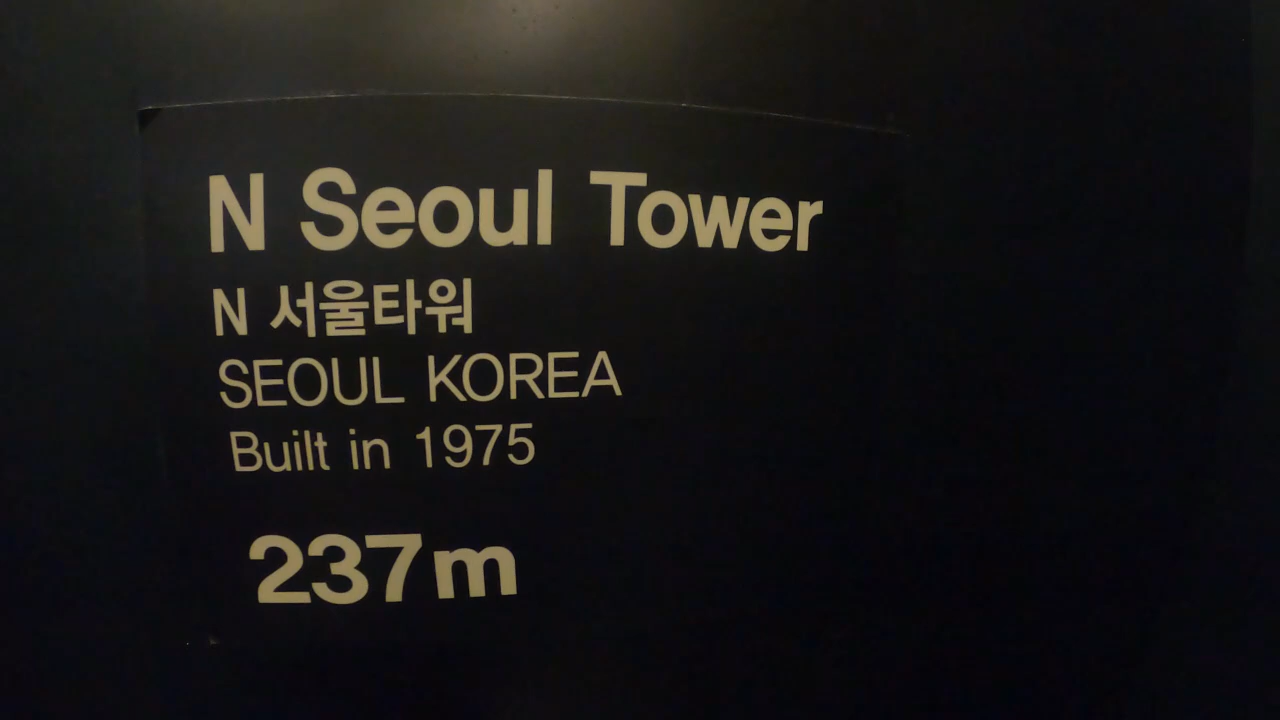 N Seoul Tower
N 서울타워
SEOUL KOREA
Built in 1975
237m